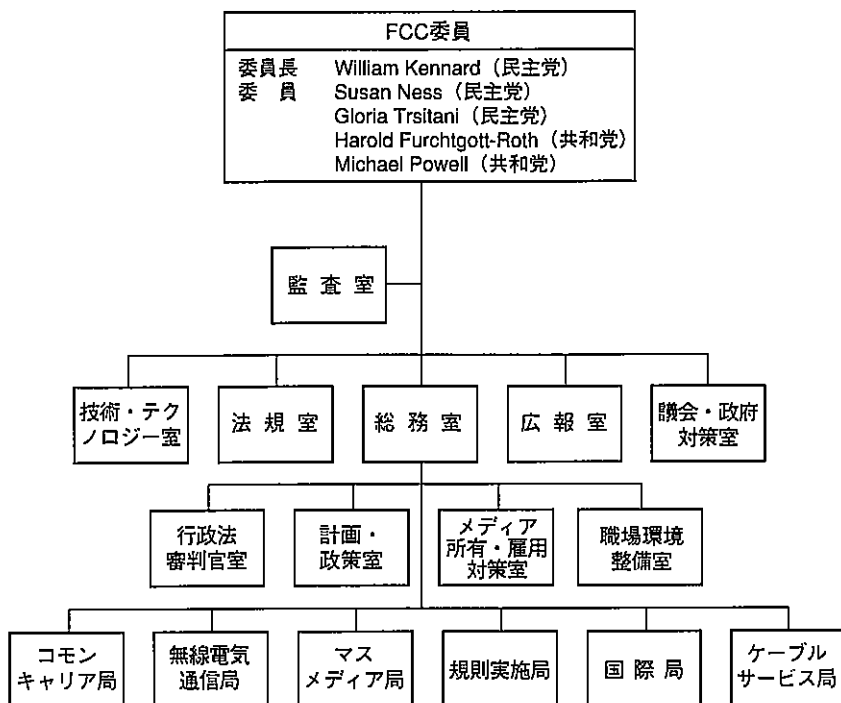 FCC委員
委員長 William Kennard（民主党）
委 員 Susan Ness（民主党）
Gloria Trsitani（民主党）
Harold Furchtgott-Roth（共和党）
Michael Powell（共和党）
監 査 室
技術・テク
ノロジー室
法 規 室
総 務 室
広 報 室
議会・政府
対策室
行政法
審判官室
計画・
政策室
メディア
所有・雇用
対策室
職場環境
整備室
コモン
キャリア局
無線電気
通信局
マス
メディア局
規則実施局
国 際 局
ケーブル
サービス局